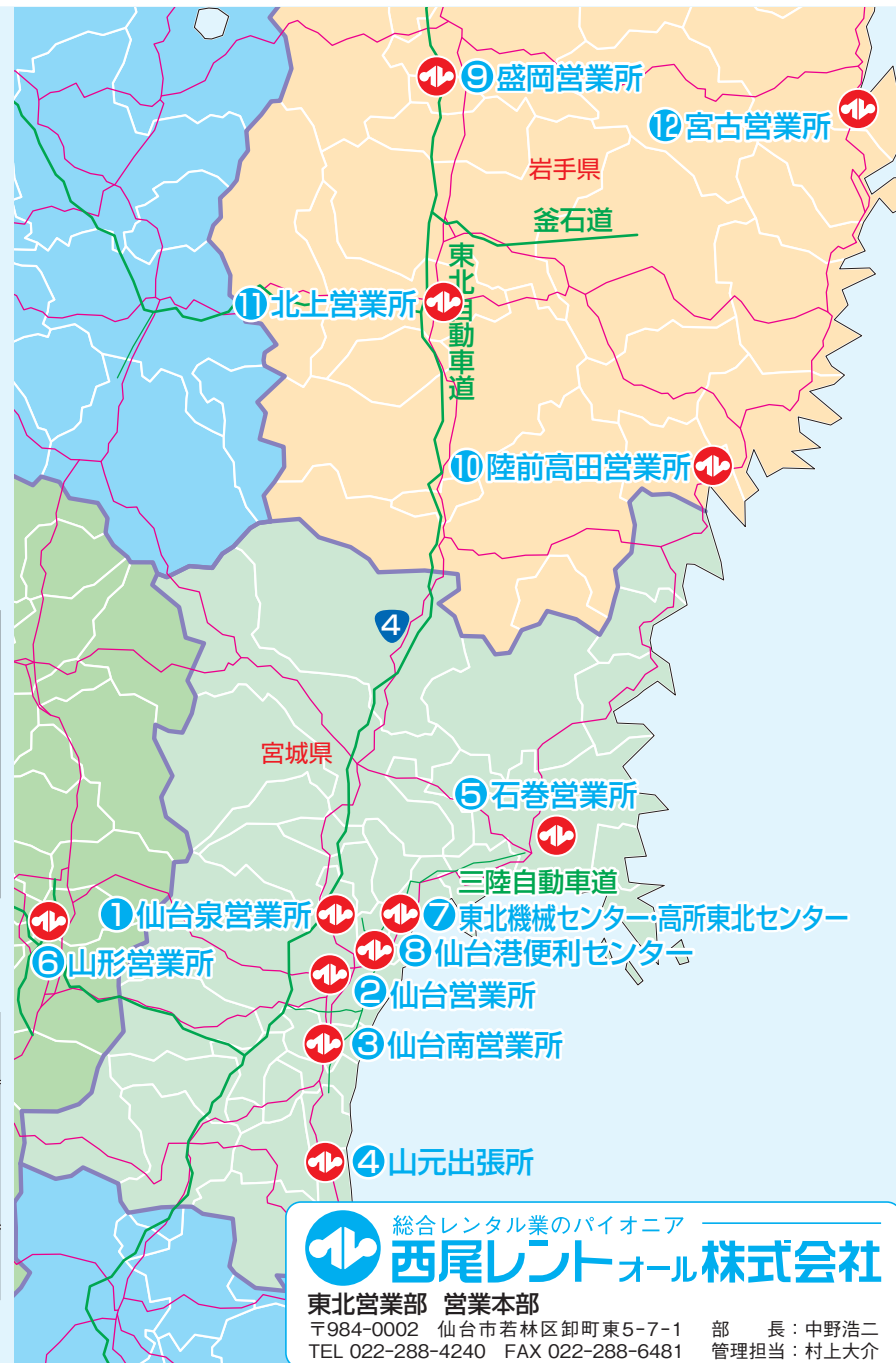 ❾盛岡営業所
⓬宮古営業所
岩手県
釜石道
東北自動車道
⓫北上営業所
❿陸前高田営業所
4
宮城県
❺石巻営業所
三陸自動車道
❶仙台泉営業所
❼東北機械センター・高所東北センター
❻山形営業所
❽仙台港便利センター
❷仙台営業所
❸仙台南営業所
❹山元出張所
総合レンタル業のパイオニア
西尾レントオール株式会社
東北営業部 営業本部
〒984-0002 仙台市若林区卸町東5-7-1 部 長：中野浩二
TEL 022-288-4240 FAX 022-288-6481 管理担当：村上大介